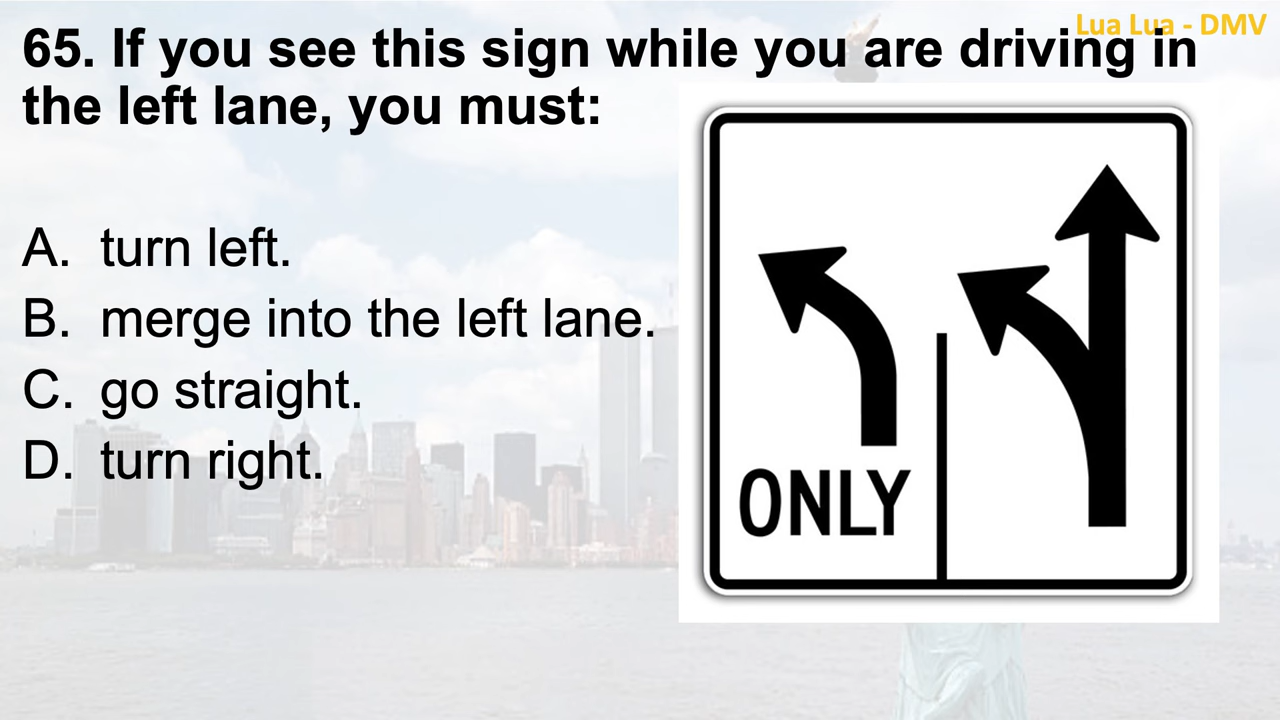 Lua Lua - DMV
65. If you see this sign while you are driving in
the left lane, you must:
A. turn left.
B. merge into the left lane.
C. go straight.
D. turn right.
ONLY